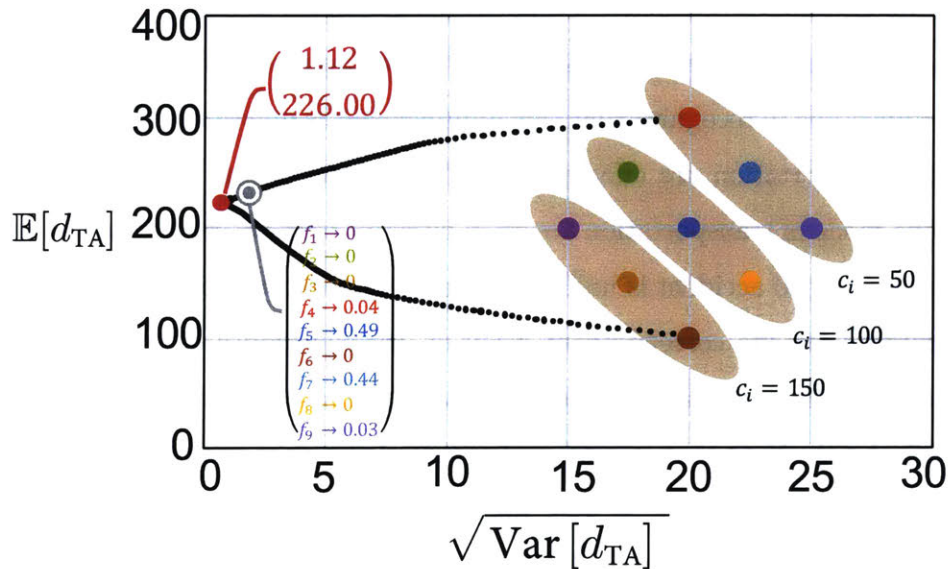 400
300
200
100
0
𝔼[d_TA]
(1.12
226.00)
f₁ → 0
f₂ → 0
f₃ → 0
f₄ → 0.04
f₅ → 0.49
f₆ → 0
f₇ → 0.44
f₈ → 0
f₉ → 0.03
c_i = 50
c_i = 100
c_i = 150
0 5 10 15 20 25 30
√Var [d_TA]